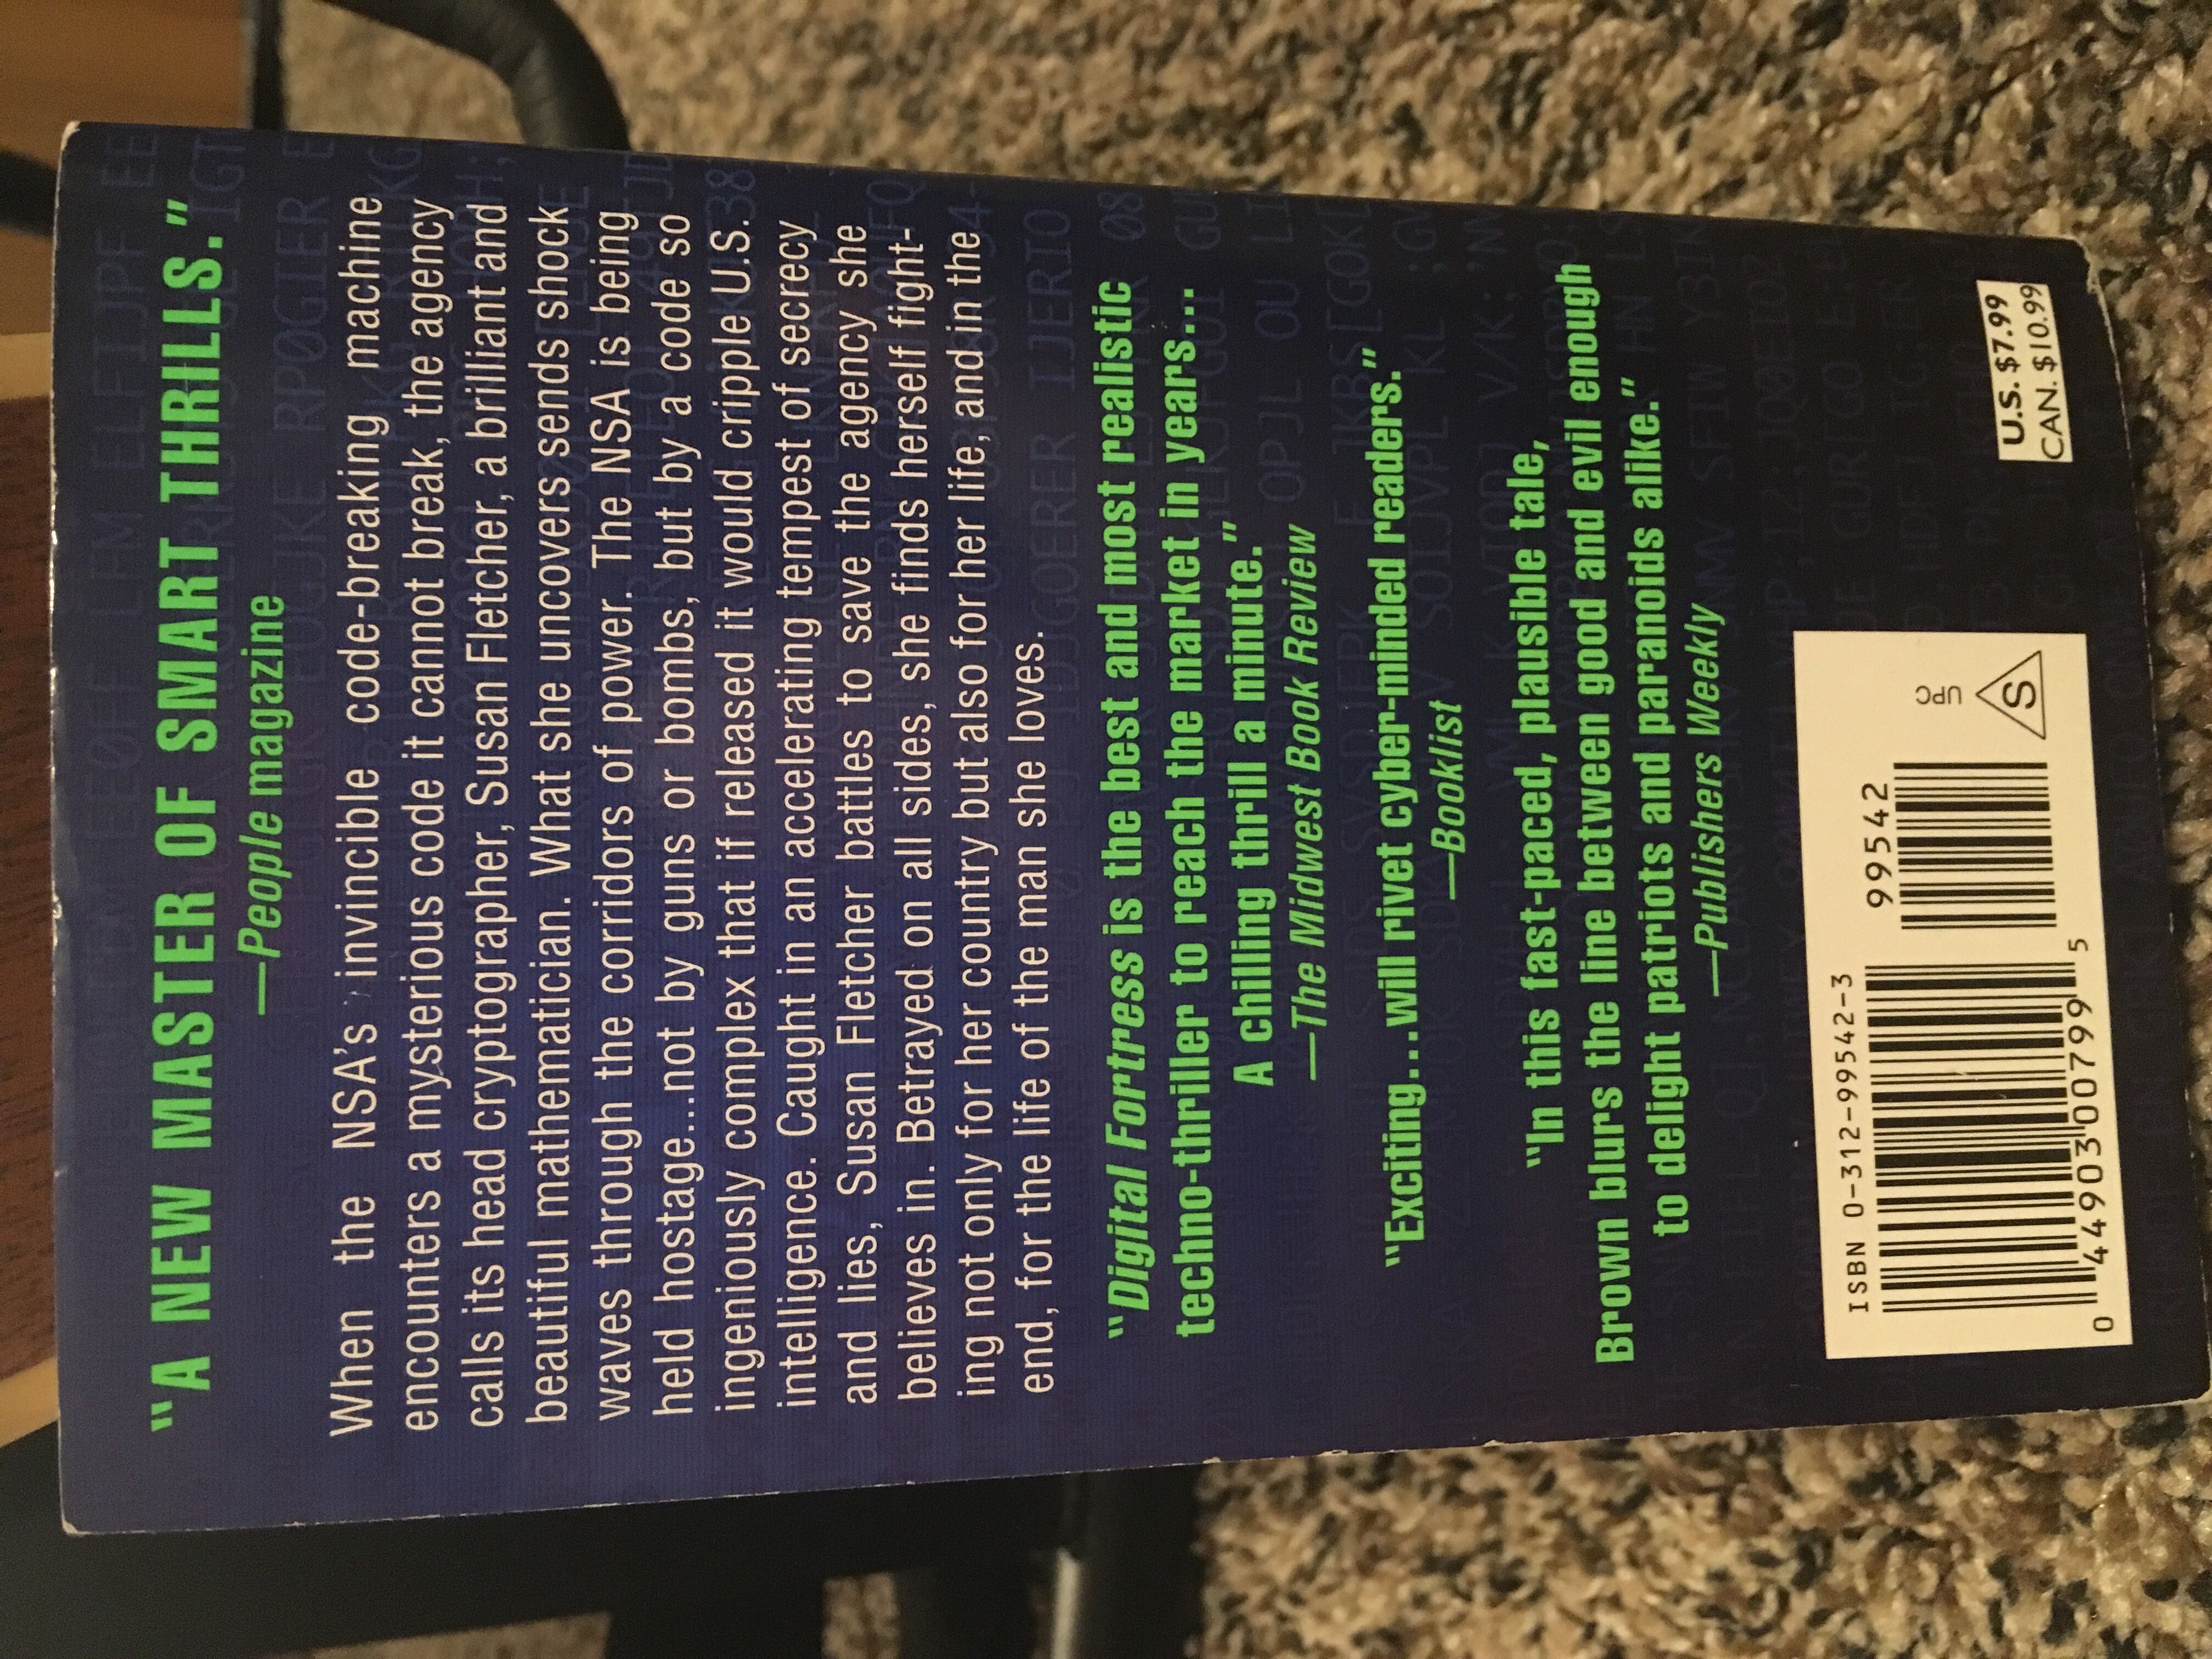 "A NEW MASTER OF SMART THRILLS."
—People magazine
When the NSA's invincible code-breaking machine
encounters a mysterious code it cannot break, the agency
calls its head cryptographer, Susan Fletcher, a brilliant and
beautiful mathematician. What she uncovers sends shock
waves through the corridors of power. The NSA is being
held hostage...not by guns or bombs, but by a code so
ingeniously complex that if released it would cripple U.S.
intelligence. Caught in an accelerating tempest of secrecy
and lies, Susan Fletcher battles to save the agency she
believes in. Betrayed on all sides, she finds herself fight-
ing not only for her country but also for her life, and in the
end, for the life of the man she loves.
"Digital Fortress is the best and most realistic
techno-thriller to reach the market in years...
A chilling thrill a minute."
—The Midwest Book Review
"Exciting...will rivet cyber-minded readers."
—Booklist
"In this fast-paced, plausible tale,
Brown blurs the line between good and evil enough
to delight patriots and paranoids alike."
—Publishers Weekly
ISBN 0-312-99542-3
99542
0 44903 00799 5
UPC
S
U.S. $7.99
CAN. $10.99